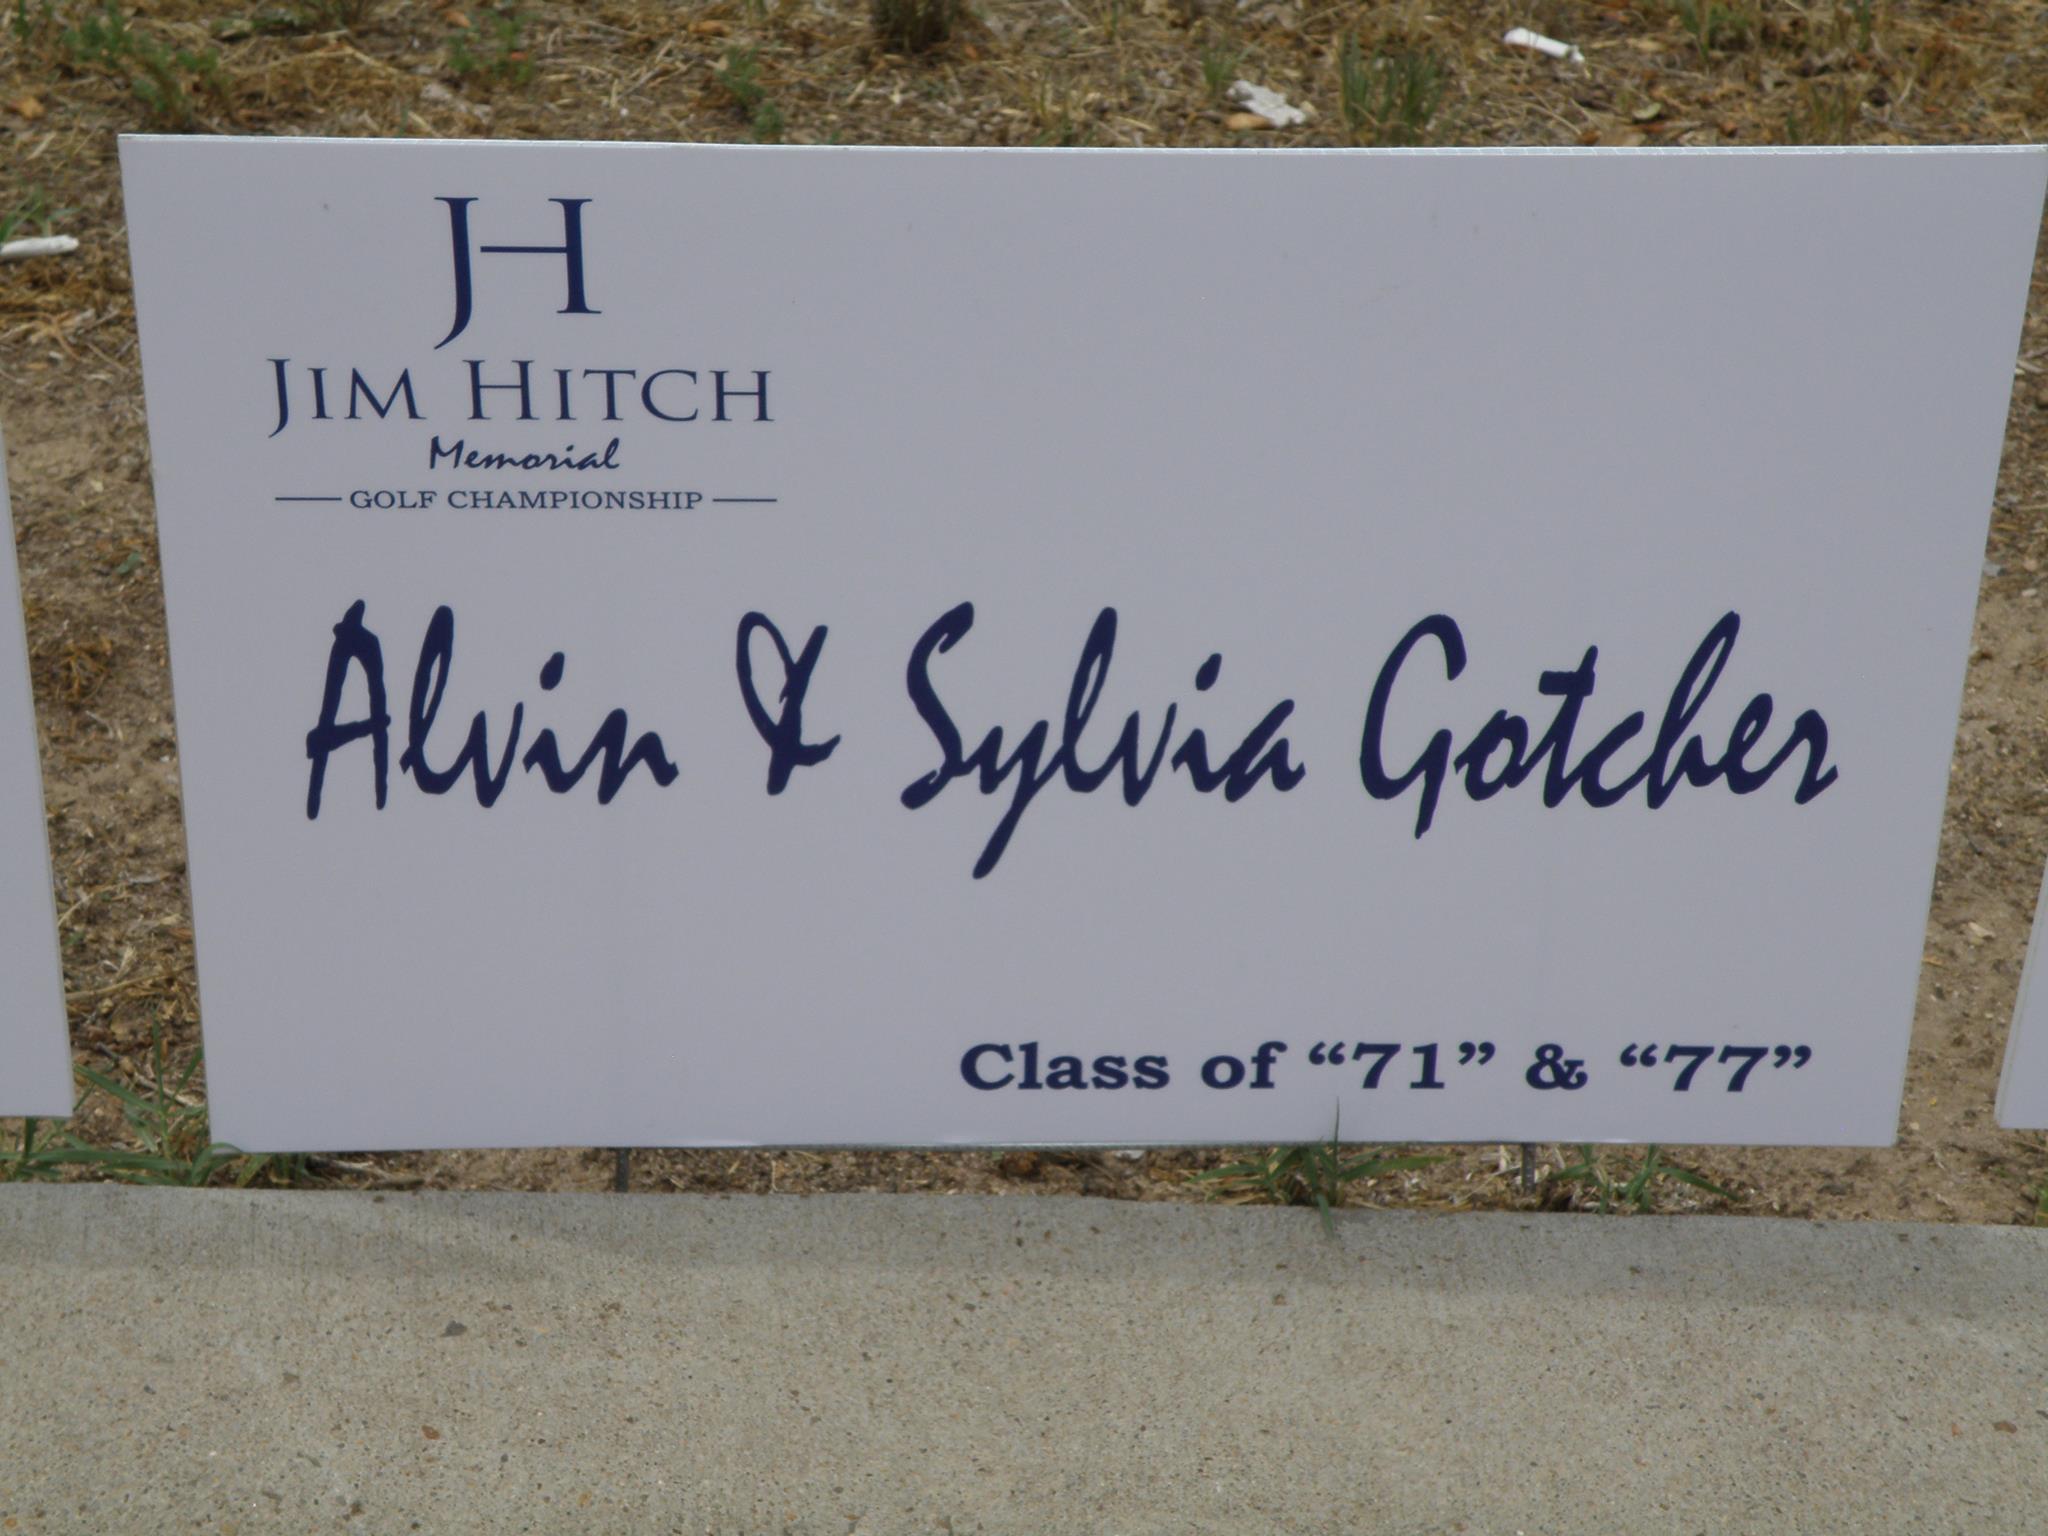 JH
JIM HITCH
Memorial
GOLF CHAMPIONSHIP
Alvin & Sylvia Gotcher
Class of “71” & “77”